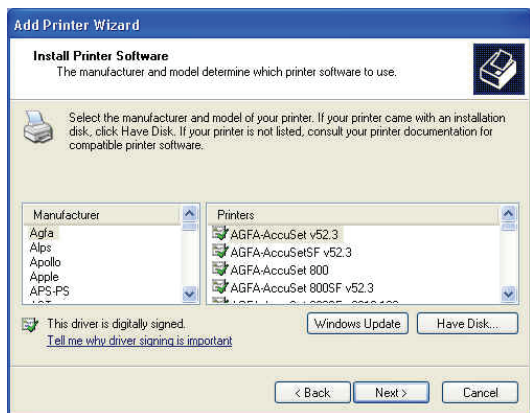 Add Printer Wizard
Install Printer Software
The manufacturer and model determine which printer software to use.
Select the manufacturer and model of your printer. If your printer came with an installation
disk, click Have Disk. If your printer is not listed, consult your printer documentation for
compatible printer software.
Manufacturer
Agfa
Alps
Apollo
Apple
APS-PS
Printers
AGFA-AccuSet v52.3
AGFA-AccuSetSF v52.3
AGFA-AccuSet 800
AGFA-AccuSet 800SF v52.3
This driver is digitally signed.
Tell me why driver signing is important
Windows Update
Have Disk...
< Back
Next >
Cancel